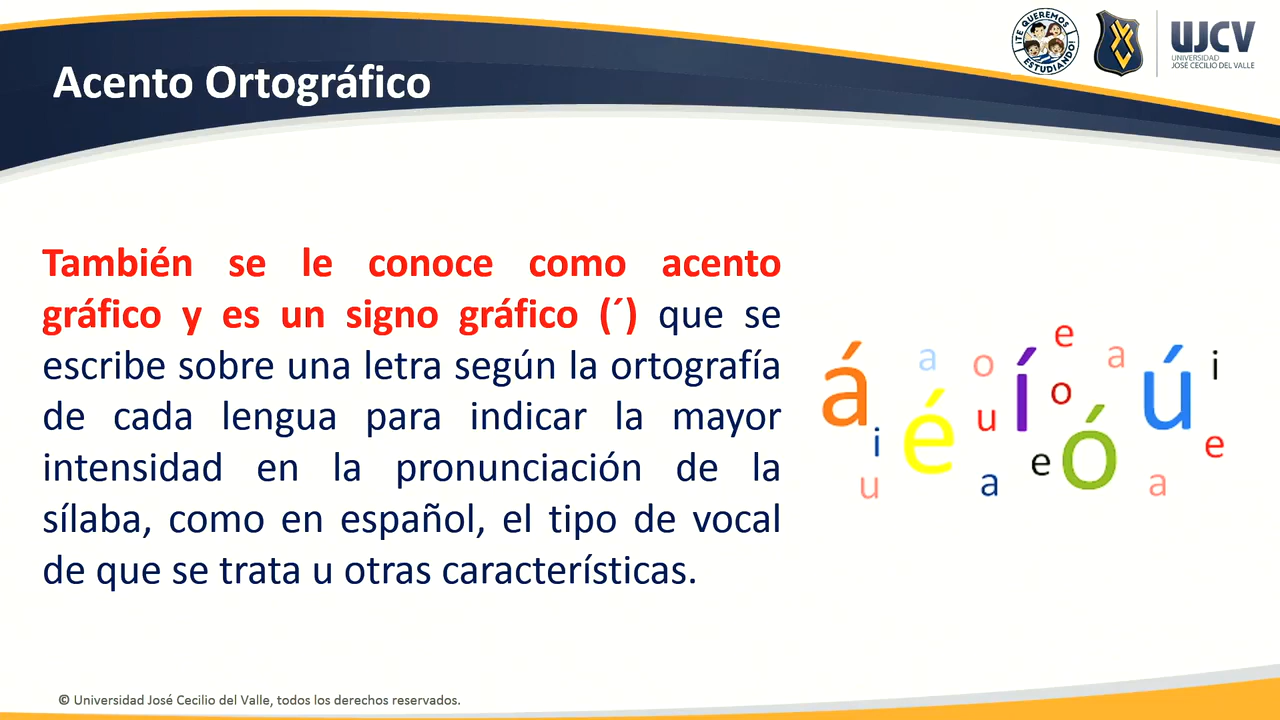 ¡TE QUEREMOS
ESTUDIANDO!
UJCV
UNIVERSIDAD
JOSÉ CECILIO DEL VALLE
Acento Ortográfico
También se le conoce como acento
gráfico y es un signo gráfico (´) que se
escribe sobre una letra según la ortografía
de cada lengua para indicar la mayor
intensidad en la pronunciación de la
sílaba, como en español, el tipo de vocal
de que se trata u otras características.
á i u a é o u a í e o e ó a ú a i e
© Universidad José Cecilio del Valle, todos los derechos reservados.